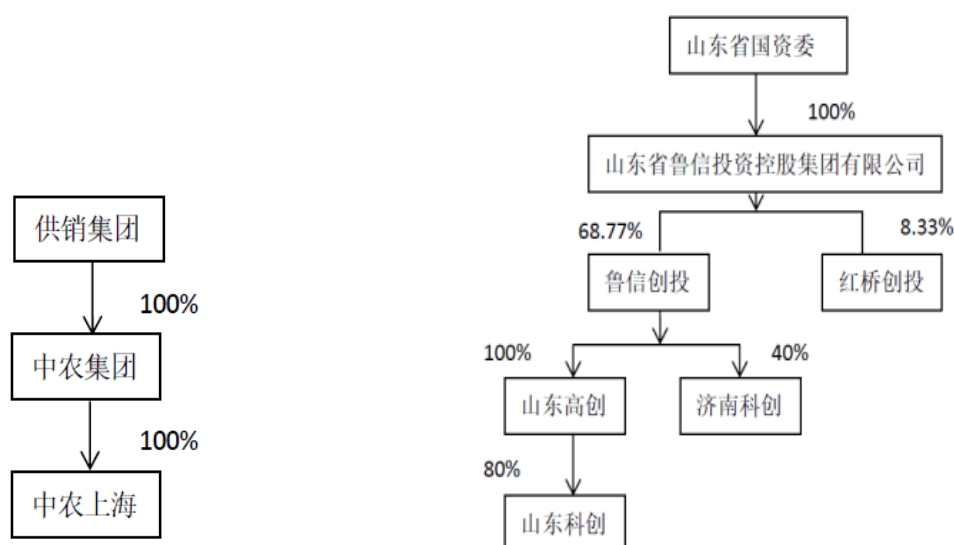 供销集团
100%
中农集团
100%
中农上海
山东省国资委
100%
山东省鲁信投资控股集团有限公司
68.77%
8.33%
鲁信创投
红桥创投
100%
40%
山东高创
济南科创
80%
山东科创